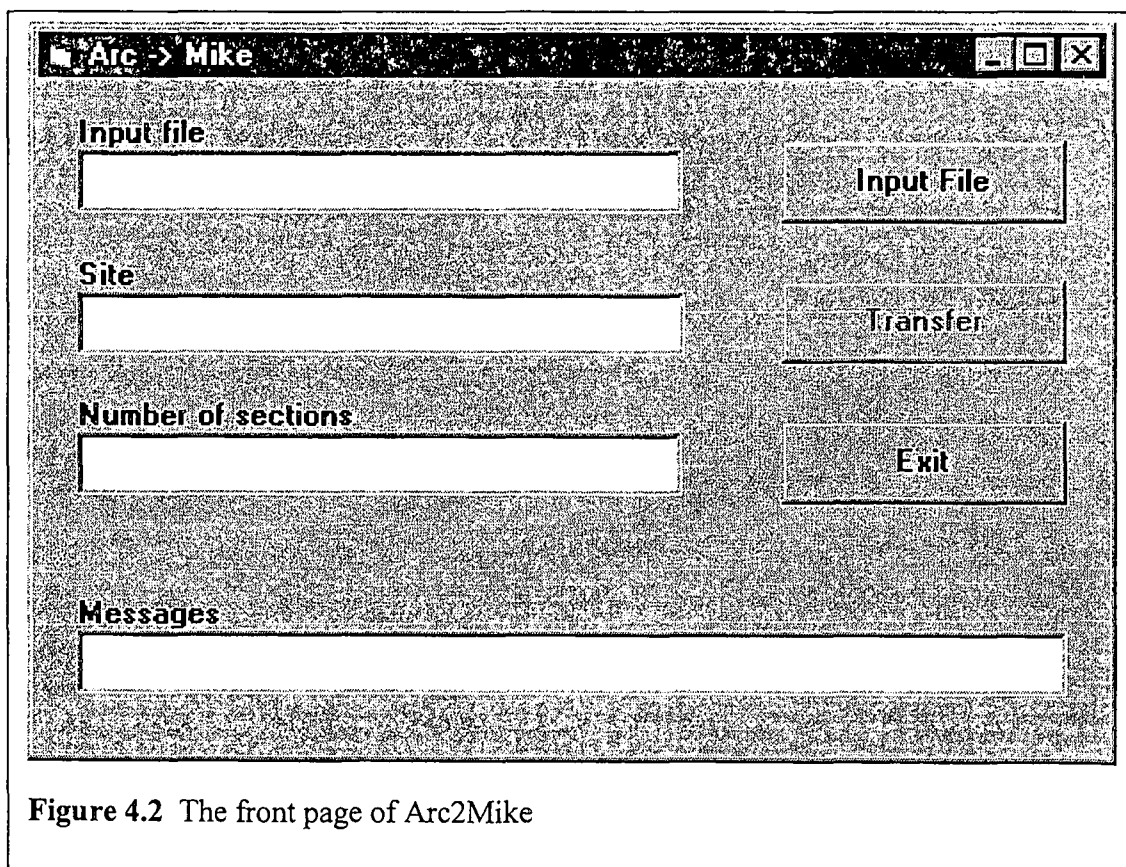 Arc -> Mike
Input file
Input File
Site
Transfer
Number of sections
Exit
Messages
Figure 4.2 The front page of Arc2Mike